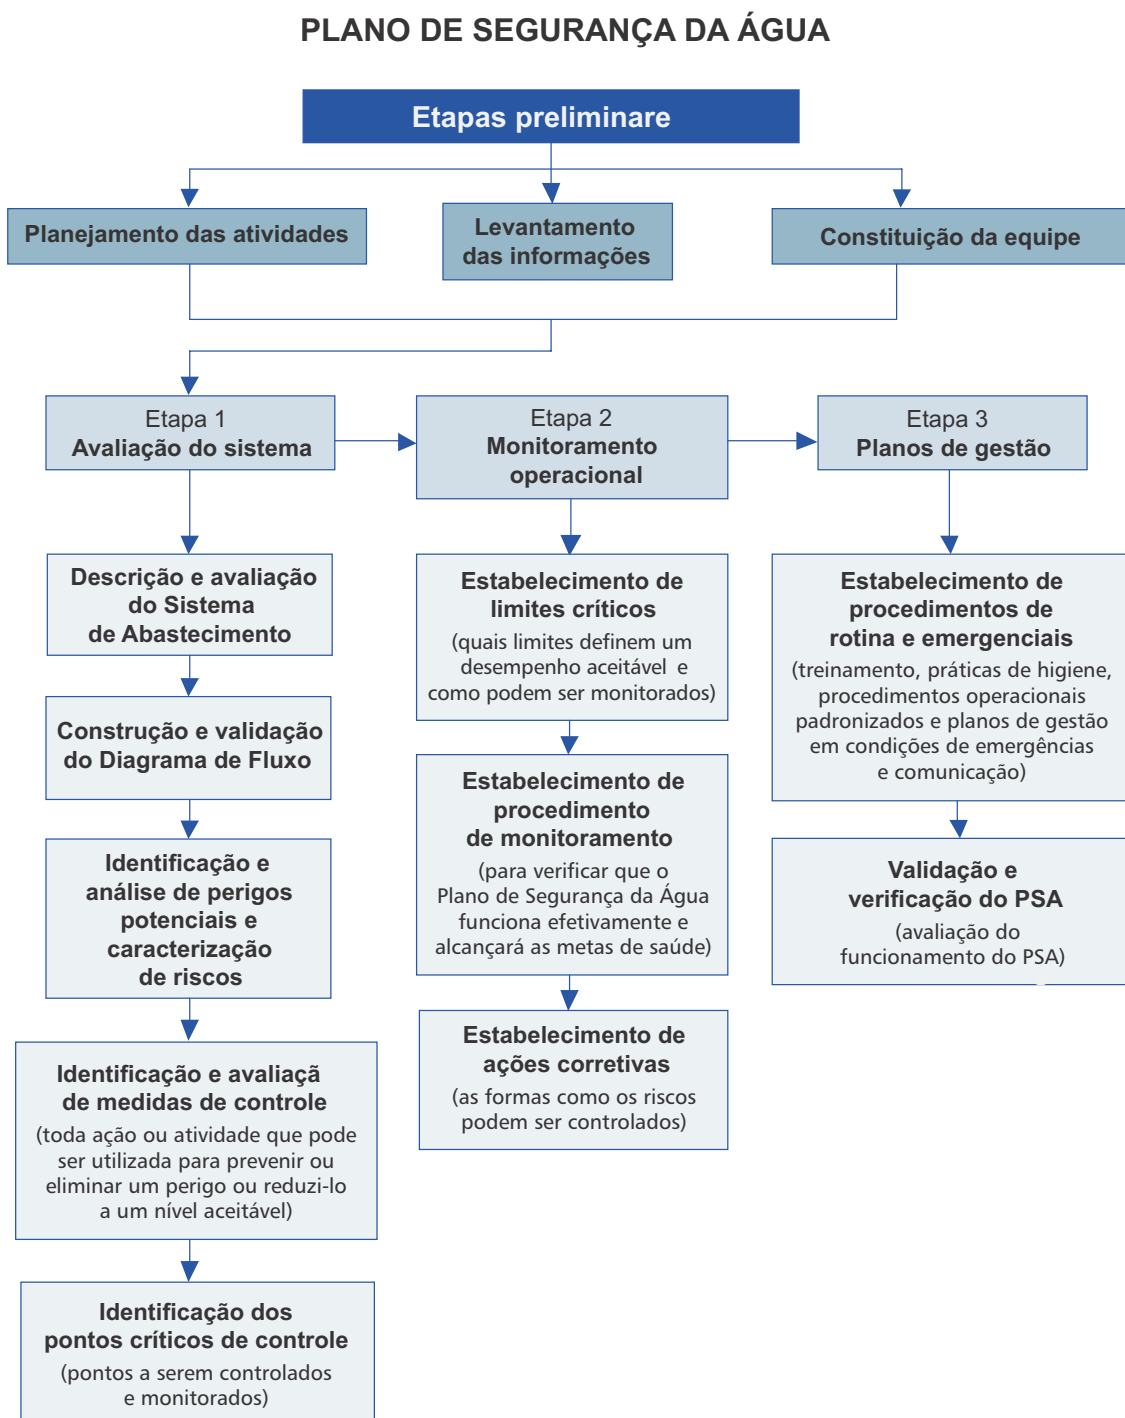 PLANO DE SEGURANÇA DA ÁGUA
Etapas preliminare
Planejamento das atividades
Levantamento
das informações
Constituição da equipe
Etapa 1
Avaliação do sistema
Etapa 2
Monitoramento
operacional
Etapa 3
Planos de gestão
Descrição e avaliação
do Sistema
de Abastecimento
Construção e validação
do Diagrama de Fluxo
Identificação e
análise de perigos
potenciais e
caracterização
de riscos
Identificação e avaliaçã
de medidas de controle
(toda ação ou atividade que pode
ser utilizada para prevenir ou
eliminar um perigo ou reduzi-lo
a um nível aceitável)
Identificação dos
pontos críticos de controle
(pontos a serem controlados
e monitorados)
Estabelecimento de
limites críticos
(quais limites definem um
desempenho aceitável e
como podem ser monitorados)
Estabelecimento de
procedimento
de monitoramento
(para verificar que o
Plano de Segurança da Água
funciona efetivamente e
alcançará as metas de saúde)
Estabelecimento de
ações corretivas
(as formas como os riscos
podem ser controlados)
Estabelecimento de
procedimentos de
rotina e emergenciais
(treinamento, práticas de higiene,
procedimentos operacionais
padronizados e planos de gestão
em condições de emergências
e comunicação)
Validação e
verificação do PSA
(avaliação do
funcionamento do PSA)